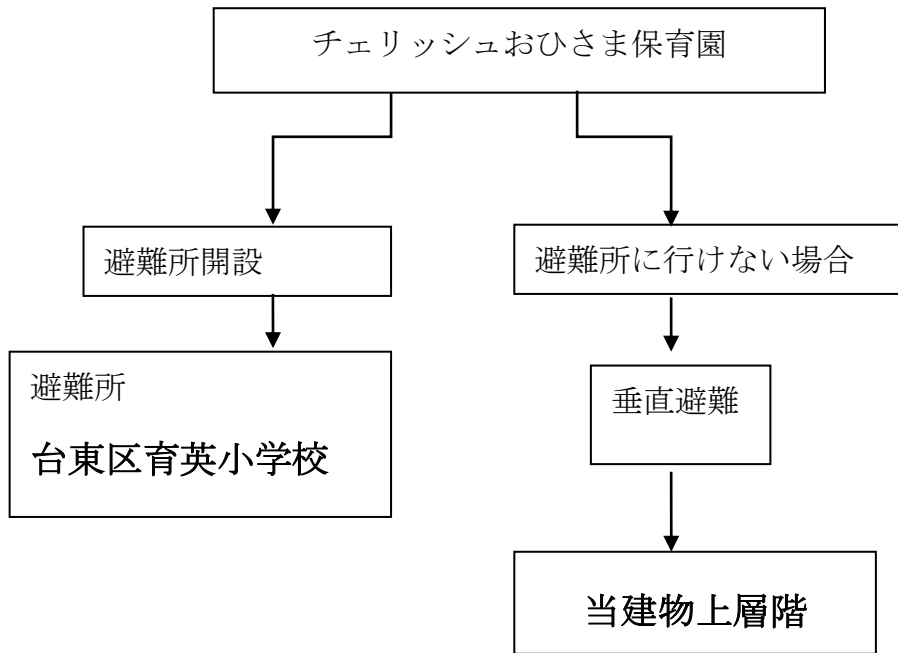 チェリッシュおひさま保育園
避難所開設
避難所に行けない場合
避難所
台東区育英小学校
垂直避難
当建物上層階